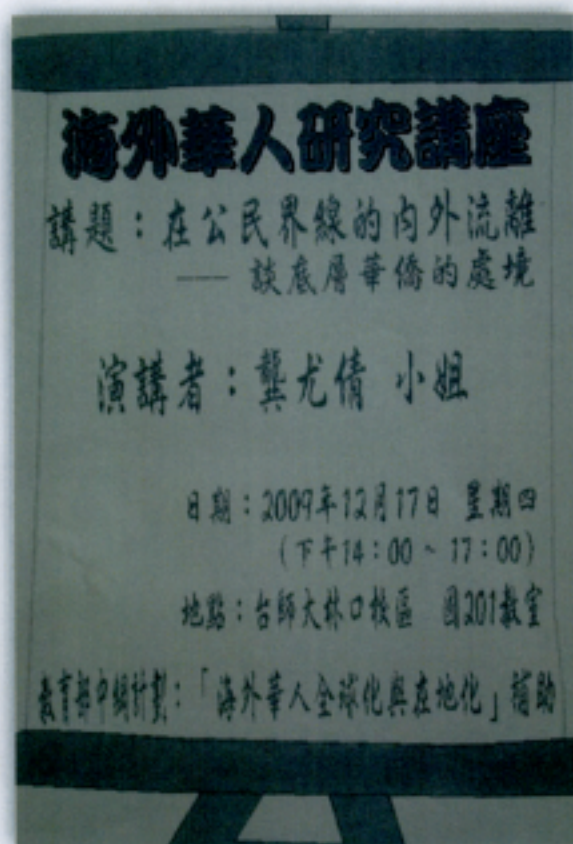 海外華人研究講座
講題：在公民界線的內外流離
── 談底層華僑的處境
演講者：龔尤倩 小姐
日期：2009年12月17日 星期四
（下午14：00 ~ 17：00）
地點：台師大林口校區 圖201教室
教育部中綱計劃：「海外華人全球化與在地化」補助